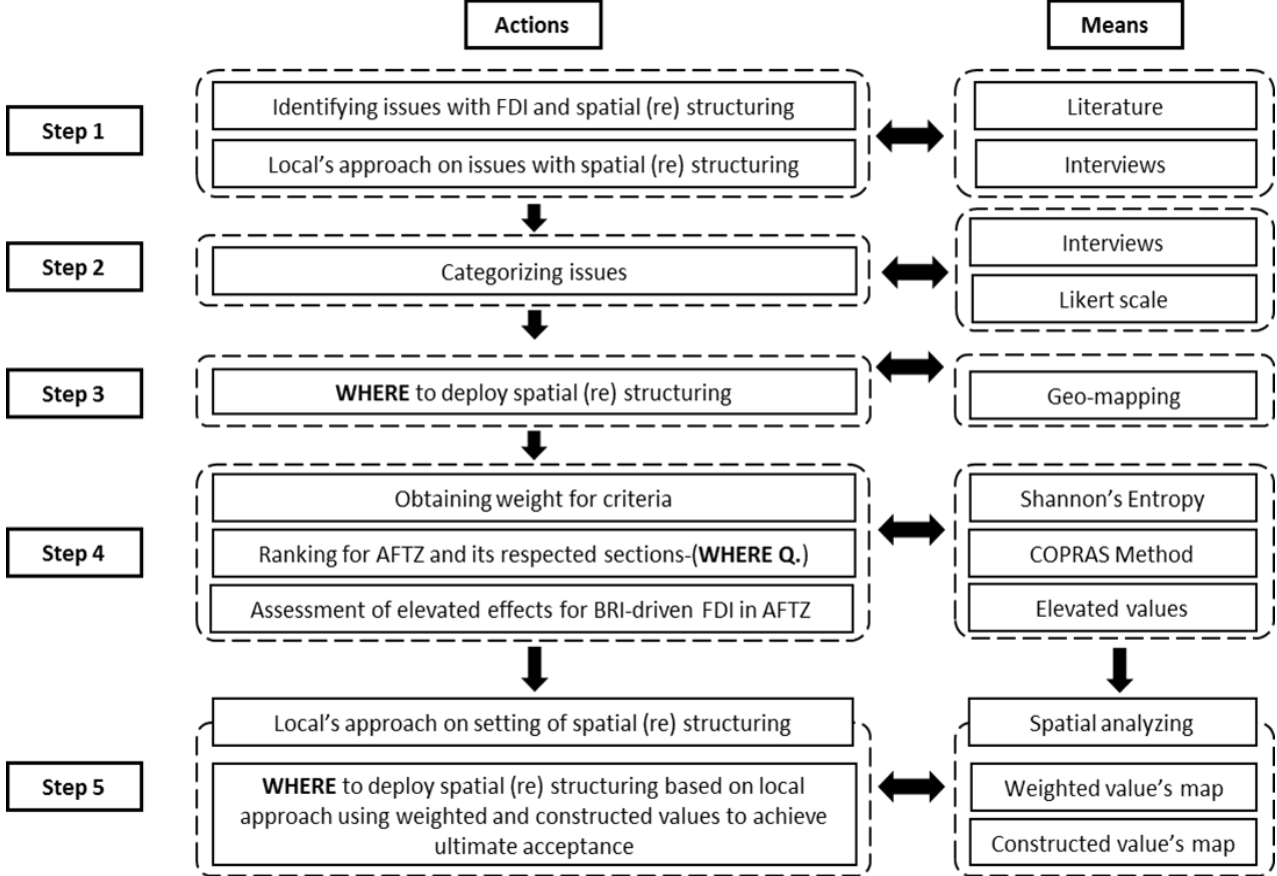 Actions
Means
Step 1
Identifying issues with FDI and spatial (re) structuring
Local's approach on issues with spatial (re) structuring
Literature
Interviews
Step 2
Categorizing issues
Interviews
Likert scale
Step 3
WHERE to deploy spatial (re) structuring
Geo-mapping
Step 4
Obtaining weight for criteria
Ranking for AFTZ and its respected sections-(WHERE Q.)
Assessment of elevated effects for BRI-driven FDI in AFTZ
Shannon's Entropy
COPRAS Method
Elevated values
Step 5
Local's approach on setting of spatial (re) structuring
WHERE to deploy spatial (re) structuring based on local
approach using weighted and constructed values to achieve
ultimate acceptance
Spatial analyzing
Weighted value's map
Constructed value's map